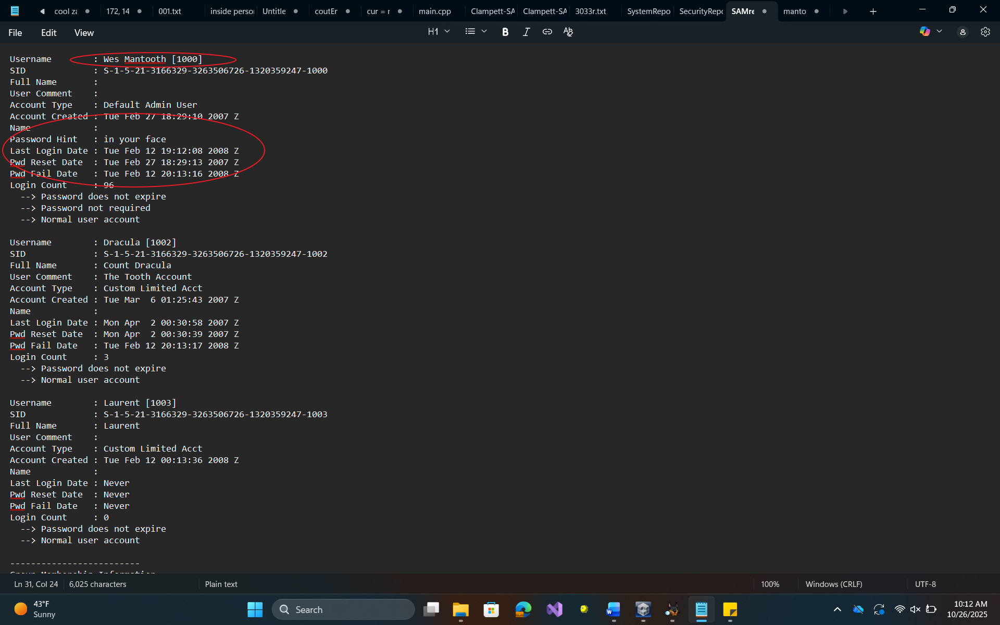 cool za 172, 14 001.txt inside person Untitle coutEr cur = r main.cpp Clampett-SA Clampett-SA 3033r.txt SystemRepo SecurityRepo SAMre manto
File Edit View H1 B I
Username : Wes Mantooth [1000]
SID : S-1-5-21-3166329-3263506726-1320359247-1000
Full Name :
User Comment :
Account Type : Default Admin User
Account Created : Tue Feb 27 18:29:10 2007 Z
Name :
Password Hint : in your face
Last Login Date : Tue Feb 12 19:12:08 2008 Z
Pwd Reset Date : Tue Feb 27 18:29:13 2007 Z
Pwd Fail Date : Tue Feb 12 20:13:16 2008 Z
Login Count : 96
--> Password does not expire
--> Password not required
--> Normal user account
Username : Dracula [1002]
SID : S-1-5-21-3166329-3263506726-1320359247-1002
Full Name : Count Dracula
User Comment : The Tooth Account
Account Type : Custom Limited Acct
Account Created : Tue Mar  6 01:25:43 2007 Z
Name :
Last Login Date : Mon Apr  2 00:30:58 2007 Z
Pwd Reset Date : Mon Apr  2 00:30:39 2007 Z
Pwd Fail Date : Tue Feb 12 20:13:17 2008 Z
Login Count : 3
--> Password does not expire
--> Normal user account
Username : Laurent [1003]
SID : S-1-5-21-3166329-3263506726-1320359247-1003
Full Name : Laurent
User Comment :
Account Type : Custom Limited Acct
Account Created : Tue Feb 12 00:13:36 2008 Z
Name :
Last Login Date : Never
Pwd Reset Date : Never
Pwd Fail Date : Never
Login Count : 0
--> Password does not expire
--> Normal user account
-------------------------
Group Membership Information
Ln 31, Col 24 6,025 characters Plain text 100% Windows (CRLF) UTF-8
43°F
Sunny
Search
10:12 AM
10/26/2025